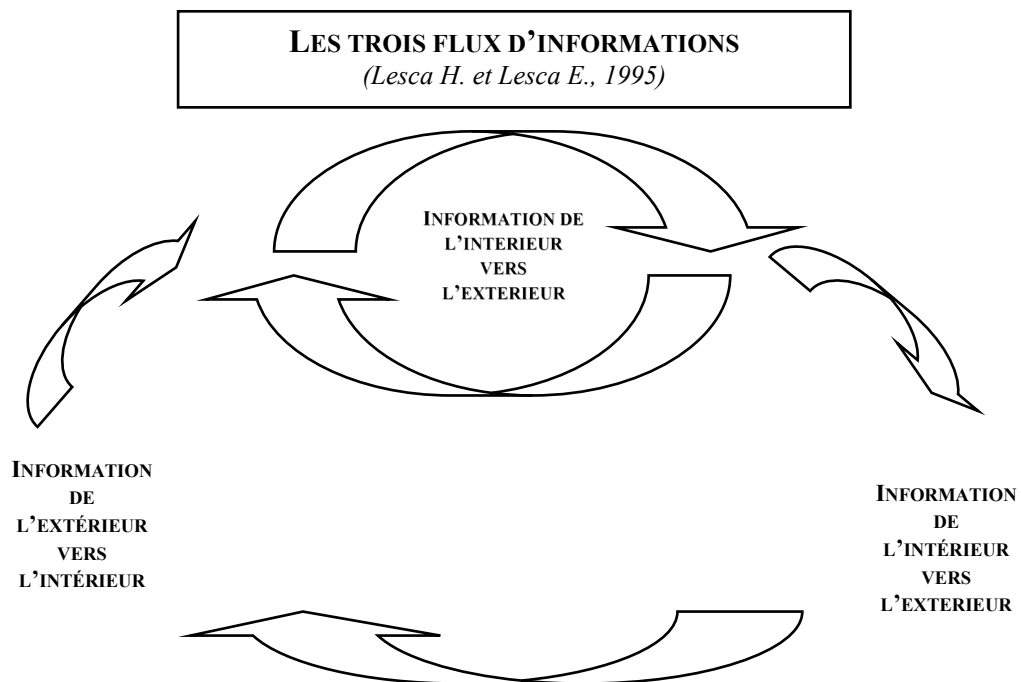 LES TROIS FLUX D'INFORMATIONS
(Lesca H. et Lesca E., 1995)
INFORMATION DE
L'INTERIEUR
VERS
L'EXTERIEUR
INFORMATION
DE
L'EXTÉRIEUR
VERS
L'INTÉRIEUR
INFORMATION
DE
L'INTÉRIEUR
VERS
L'EXTERIEUR